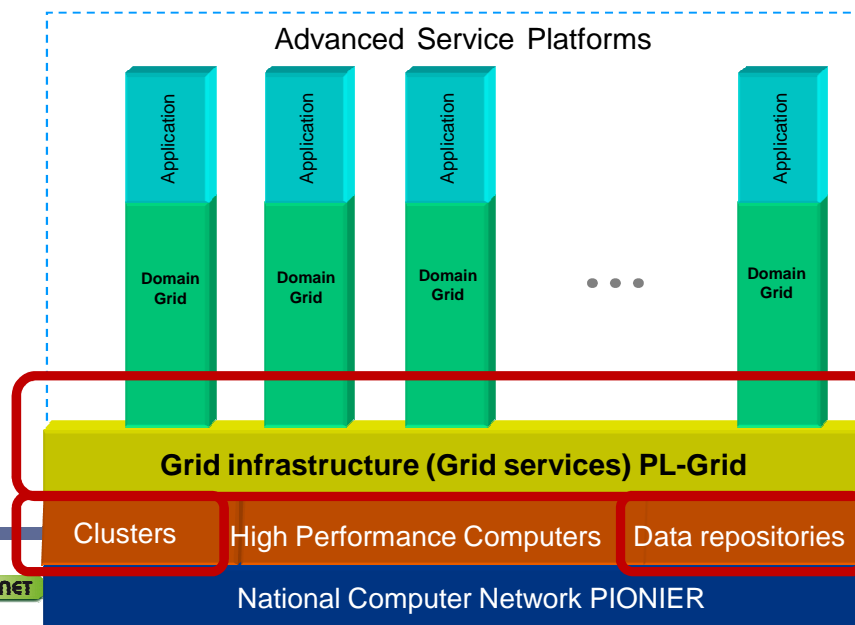 Advanced Service Platforms
Application
Application
Application
Application
Domain
Grid
Domain
Grid
Domain
Grid
Domain
Grid
Grid infrastructure (Grid services) PL-Grid
Clusters
High Performance Computers
Data repositories
National Computer Network PIONIER